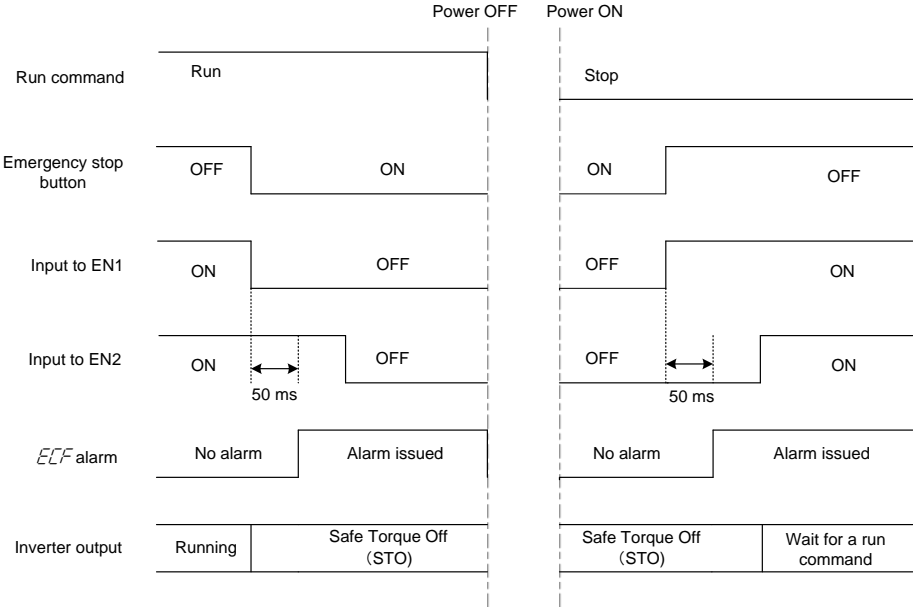 Power OFF
Power ON
Run command
Run
Stop
Emergency stop
button
OFF
ON
ON
OFF
Input to EN1
ON
OFF
OFF
ON
Input to EN2
ON
OFF
OFF
ON
50 ms
50 ms
ECF alarm
No alarm
Alarm issued
No alarm
Alarm issued
Inverter output
Running
Safe Torque Off
(STO)
Safe Torque Off
(STO)
Wait for a run
command